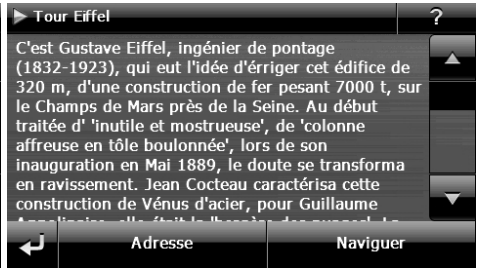 Tour Eiffel ?
C'est Gustave Eiffel, ingénier de pontage
(1832-1923), qui eut l'idée d'érriger cet édifice de
320 m, d'une construction de fer pesant 7000 t, sur
le Champs de Mars près de la Seine. Au début
traitée d' 'inutile et mostrueuse', de 'colonne
affreuse en tôle boulonnée', lors de son
inauguration en Mai 1889, le doute se transforma
en ravissement. Jean Cocteau caractérisa cette
construction de Vénus d'acier, pour Guillaume
Adresse Naviguer